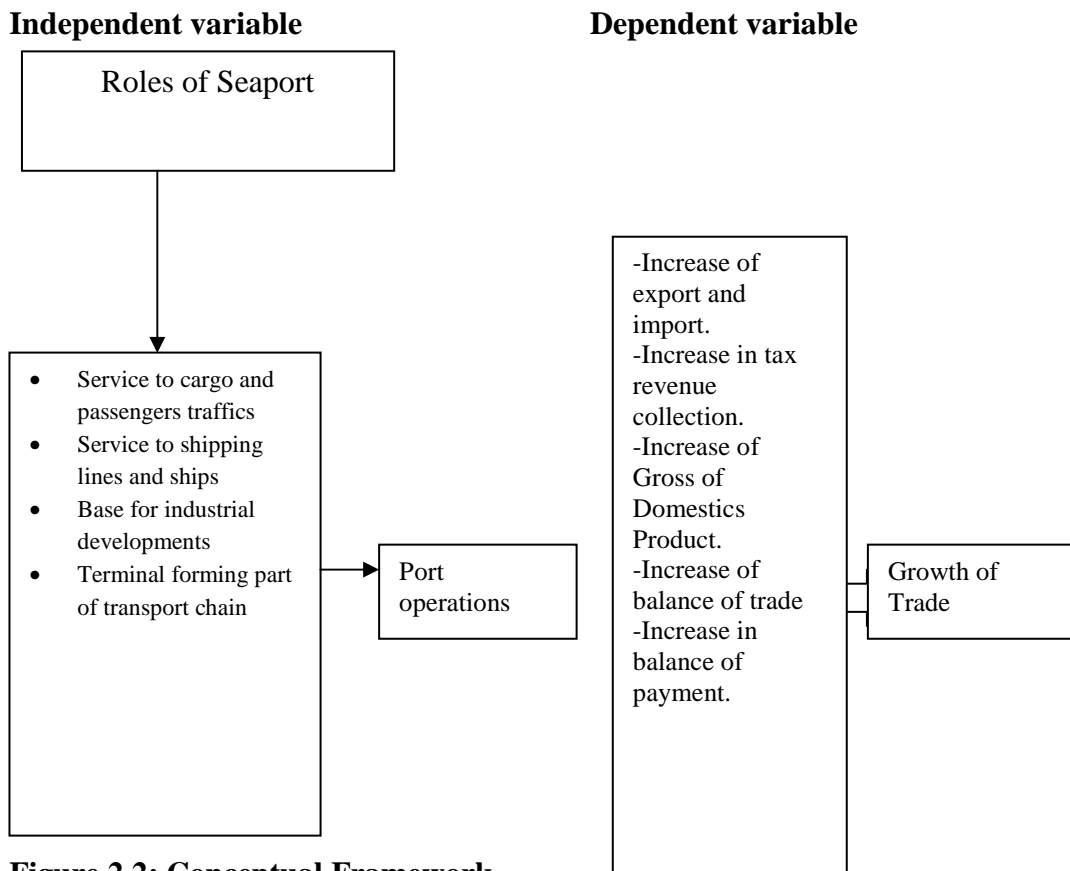 Independent variable
Dependent variable
Roles of Seaport
• Service to cargo and
passengers traffics
• Service to shipping
lines and ships
• Base for industrial
developments
• Terminal forming part
of transport chain
Port
operations
-Increase of
export and
import.
-Increase in tax
revenue
collection.
-Increase of
Gross of
Domestics
Product.
-Increase of
balance of trade
-Increase in
balance of
payment.
Growth of
Trade
Figure 2.2: Conceptual Framework